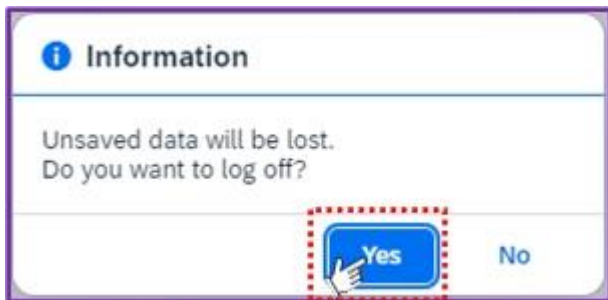 Information
Unsaved data will be lost.
Do you want to log off?
Yes No